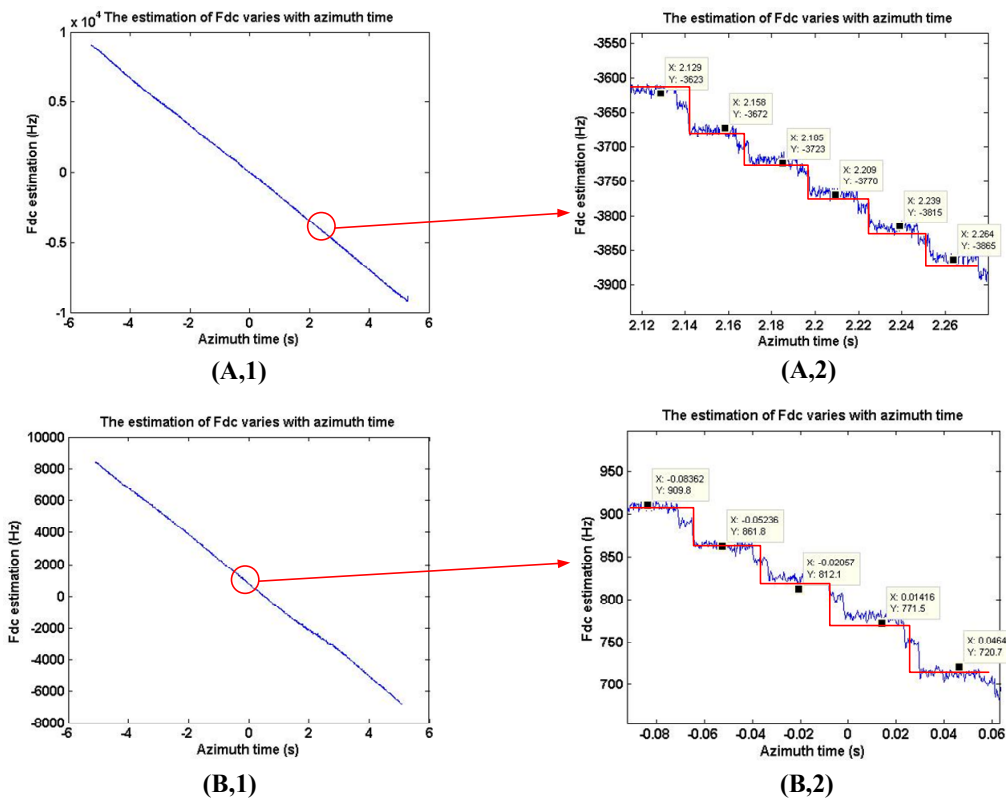 The estimation of Fdc varies with azimuth time
x 10^4
1
0.5
0
-0.5
-1
-6 -4 -2 0 2 4 6
Fdc estimation (Hz)
Azimuth time (s)
(A,1)
The estimation of Fdc varies with azimuth time
-3550
-3600
-3650
-3700
-3750
-3800
-3850
-3900
X: 2.129
Y: -3623
X: 2.158
Y: -3672
X: 2.185
Y: -3723
X: 2.209
Y: -3770
X: 2.239
Y: -3815
X: 2.264
Y: -3865
2.12 2.14 2.16 2.18 2.2 2.22 2.24 2.26
Fdc estimation (Hz)
Azimuth time (s)
(A,2)
The estimation of Fdc varies with azimuth time
10000
8000
6000
4000
2000
0
-2000
-4000
-6000
-8000
-6 -4 -2 0 2 4 6
Fdc estimation (Hz)
Azimuth time (s)
(B,1)
The estimation of Fdc varies with azimuth time
950
900
850
800
750
700
X: -0.08362
Y: 909.8
X: -0.05236
Y: 861.8
X: -0.02057
Y: 812.1
X: 0.01416
Y: 771.5
X: 0.0464
Y: 720.7
-0.08 -0.06 -0.04 -0.02 0 0.02 0.04 0.06
Fdc estimation (Hz)
Azimuth time (s)
(B,2)